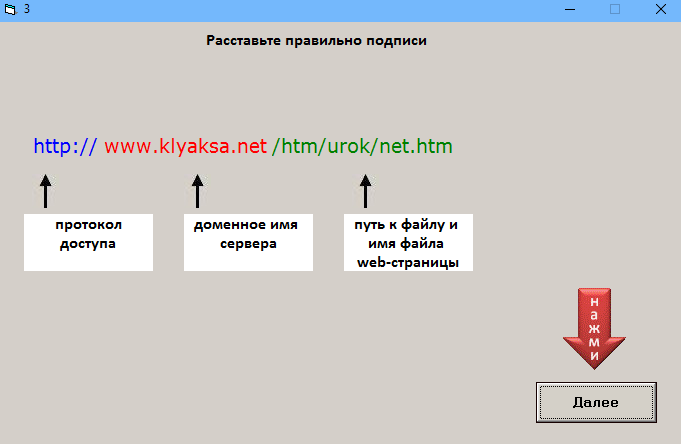 3
Расставьте правильно подписи
http:// www.klyaksa.net /htm/urok/net.htm
протокол
доступа
доменное имя
сервера
путь к файлу и
имя файла
web-страницы
нажми
Далее